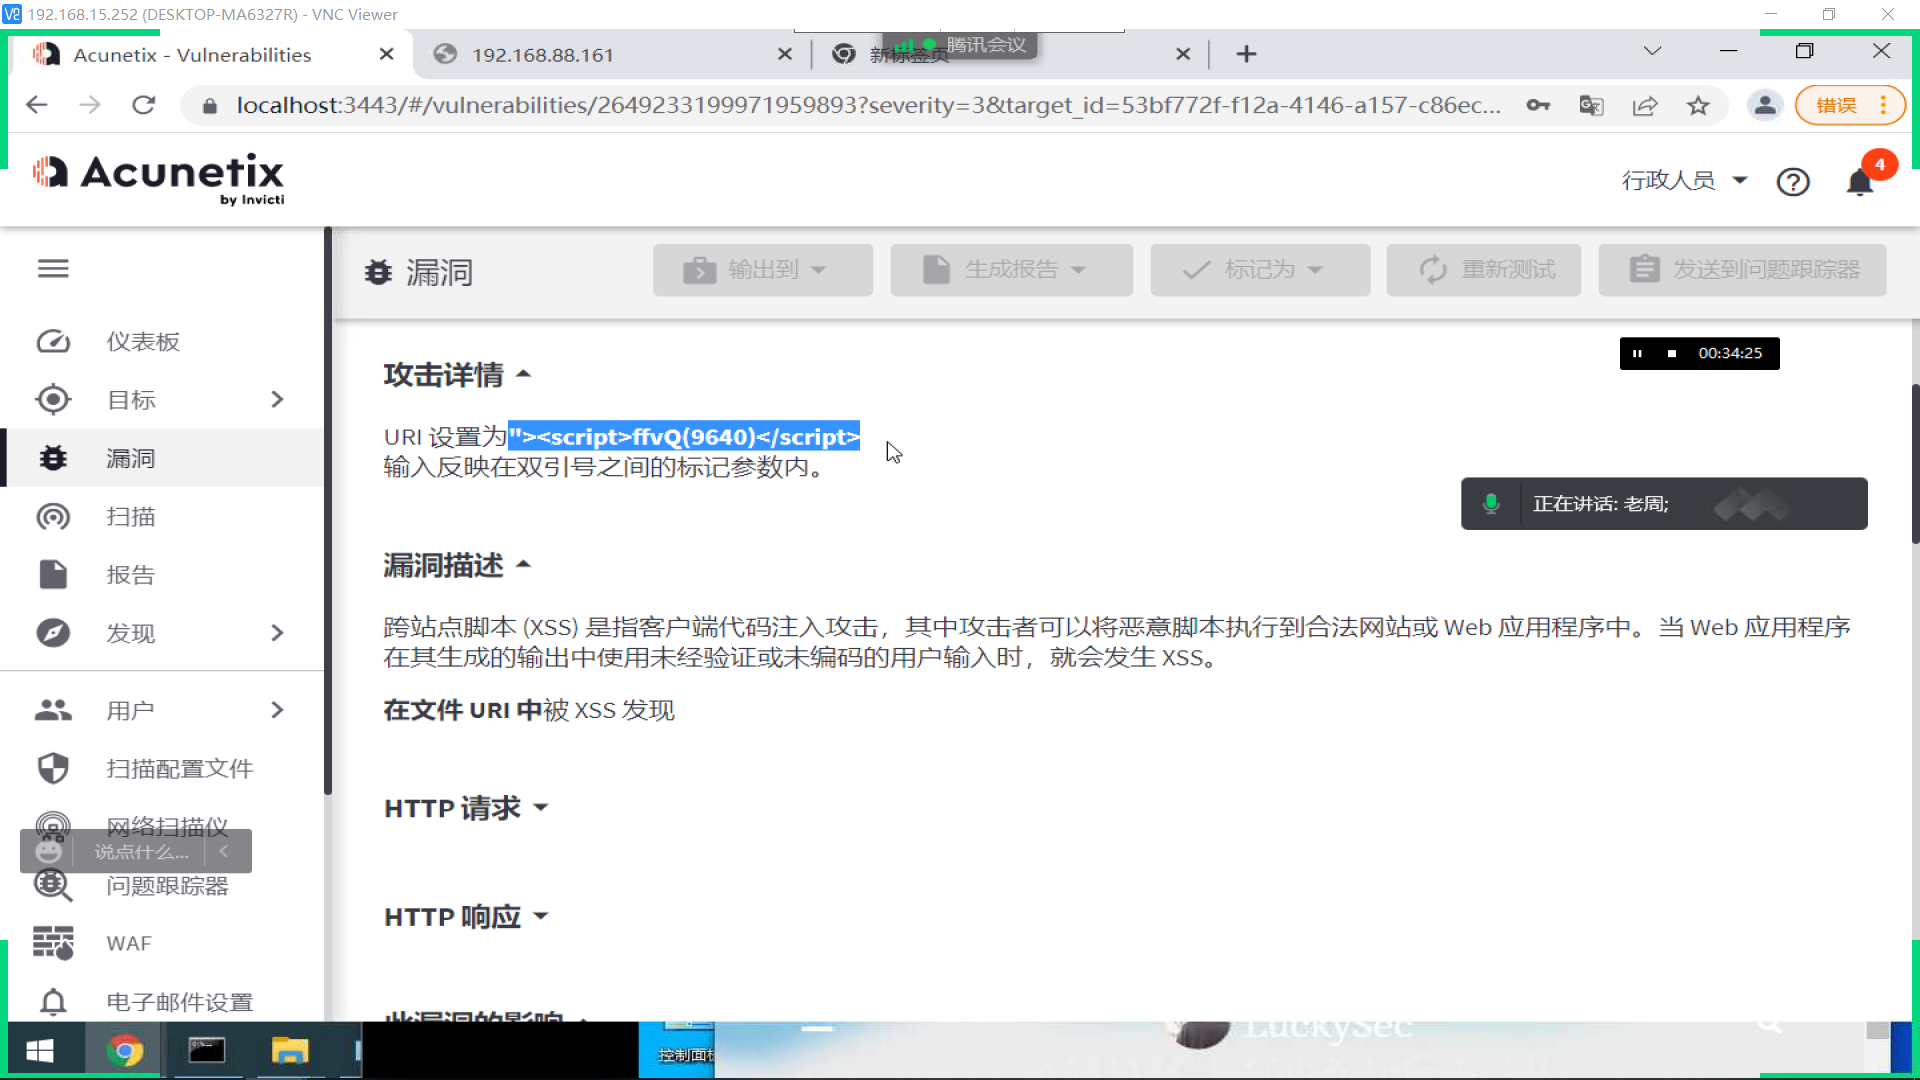 192.168.15.252 (DESKTOP-MA6327R) - VNC Viewer
Acunetix - Vulnerabilities
192.168.88.161
新标签页
腾讯会议
localhost:3443/#/vulnerabilities/2649233199971959893?severity=3&target_id=53bf772f-f12a-4146-a157-c86ec...
错误
Acunetix
by Invicti
行政人员
4
漏洞
输出到
生成报告
标记为
重新测试
发送到问题跟踪器
仪表板
目标
漏洞
扫描
报告
发现
用户
扫描配置文件
网络扫描仪
说点什么...
问题跟踪器
WAF
电子邮件设置
攻击详情
00:34:25
URI 设置为"><script>ffvQ(9640)</script>
输入反映在双引号之间的标记参数内。
正在讲话: 老周;
漏洞描述
跨站点脚本 (XSS) 是指客户端代码注入攻击，其中攻击者可以将恶意脚本执行到合法网站或 Web 应用程序中。当 Web 应用程序
在其生成的输出中使用未经验证或未编码的用户输入时，就会发生 XSS。
在文件 URI 中被 XSS 发现
HTTP 请求
HTTP 响应
此漏洞的影响
控制面板
LuckySec